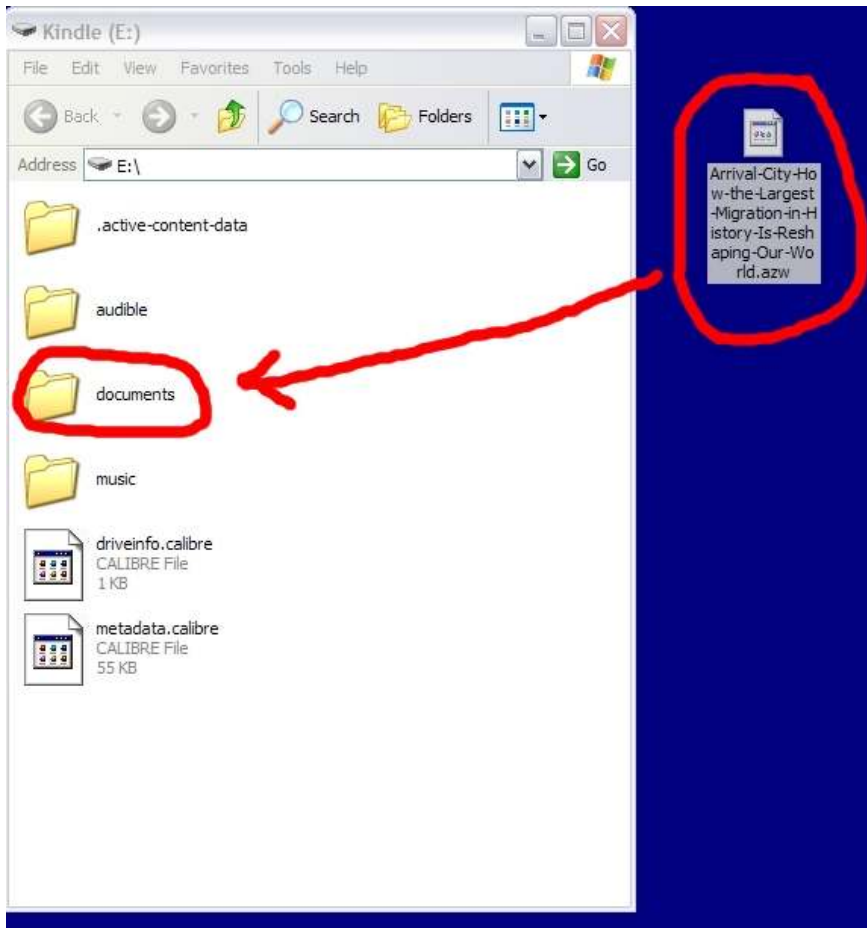 Kindle (E:)
File Edit View Favorites Tools Help
Back Search Folders
Address E:\ Go
.active-content-data
audible
documents
music
driveinfo.calibre
CALIBRE File
1 KB
metadata.calibre
CALIBRE File
55 KB
Arrival-City-Ho
w-the-Largest
-Migration-in-H
istory-Is-Resh
aping-Our-Wo
rld.azw